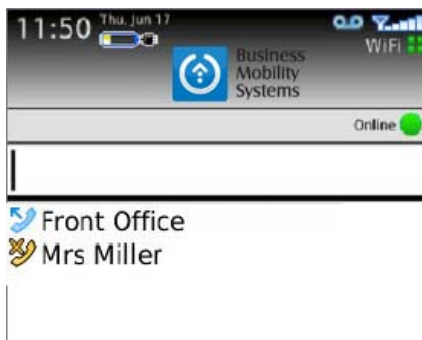 11:50 Thu, Jun 17
WiFi
Business
Mobility
Systems
Online
Front Office
Mrs Miller